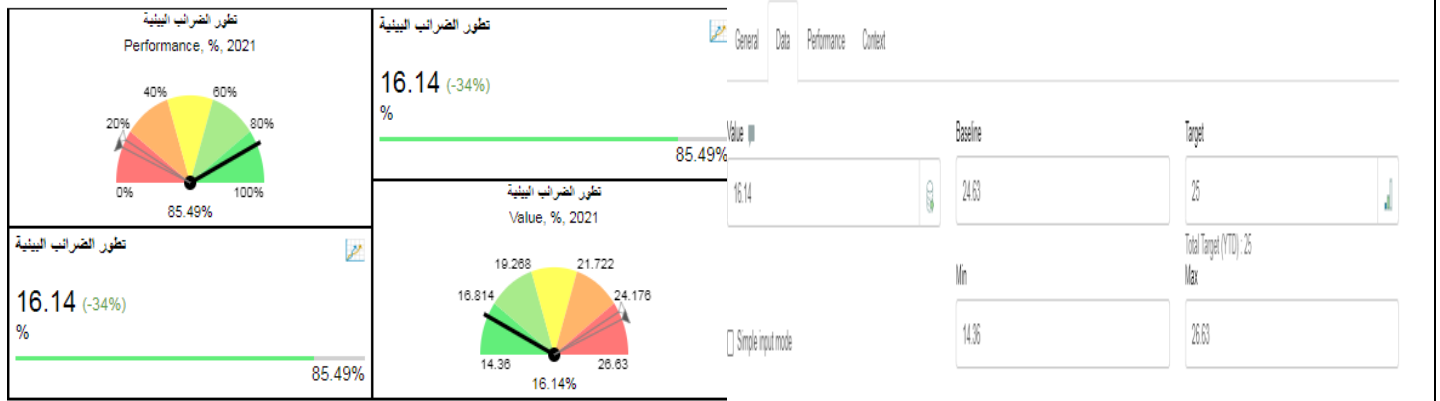 تطور الضرائب البينية
Performance, %, 2021
40%
60%
20%
80%
0%
100%
85.49%
تطور الضرائب البينية
16.14 (-34%)
%
85.49%
تطور الضرائب البينية
16.14 (-34%)
%
85.49%
تطور الضرائب البينية
Value, %, 2021
19.268
21.722
16.814
24.176
14.36
26.63
16.14%
General
Data
Performance
Context
Value
Baseline
Target
16.14
24.63
25
Total Target (YTD) : 25
Min
Max
Simple input mode
14.36
26.63